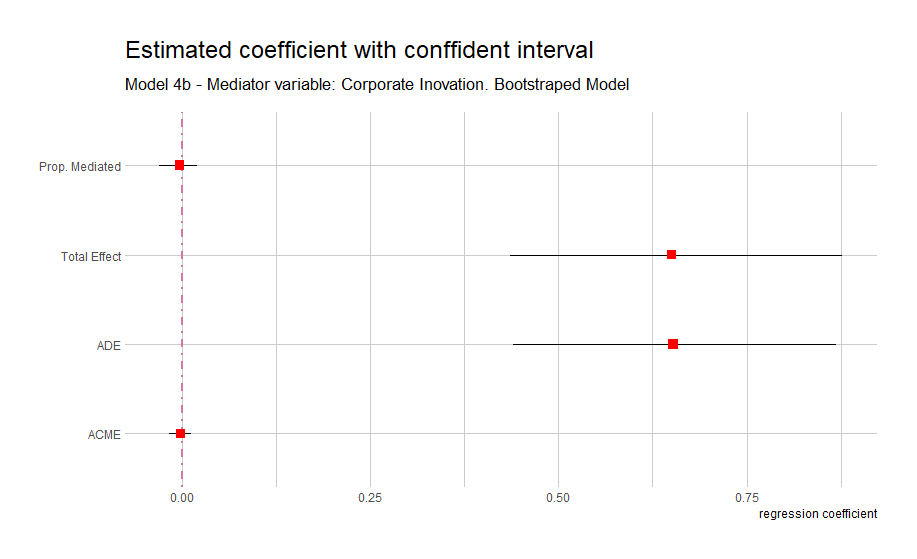 Estimated coefficient with conffident interval
Model 4b - Mediator variable: Corporate Inovation. Bootstraped Model
Prop. Mediated
Total Effect
ADE
ACME
0.00 0.25 0.50 0.75
regression coefficient